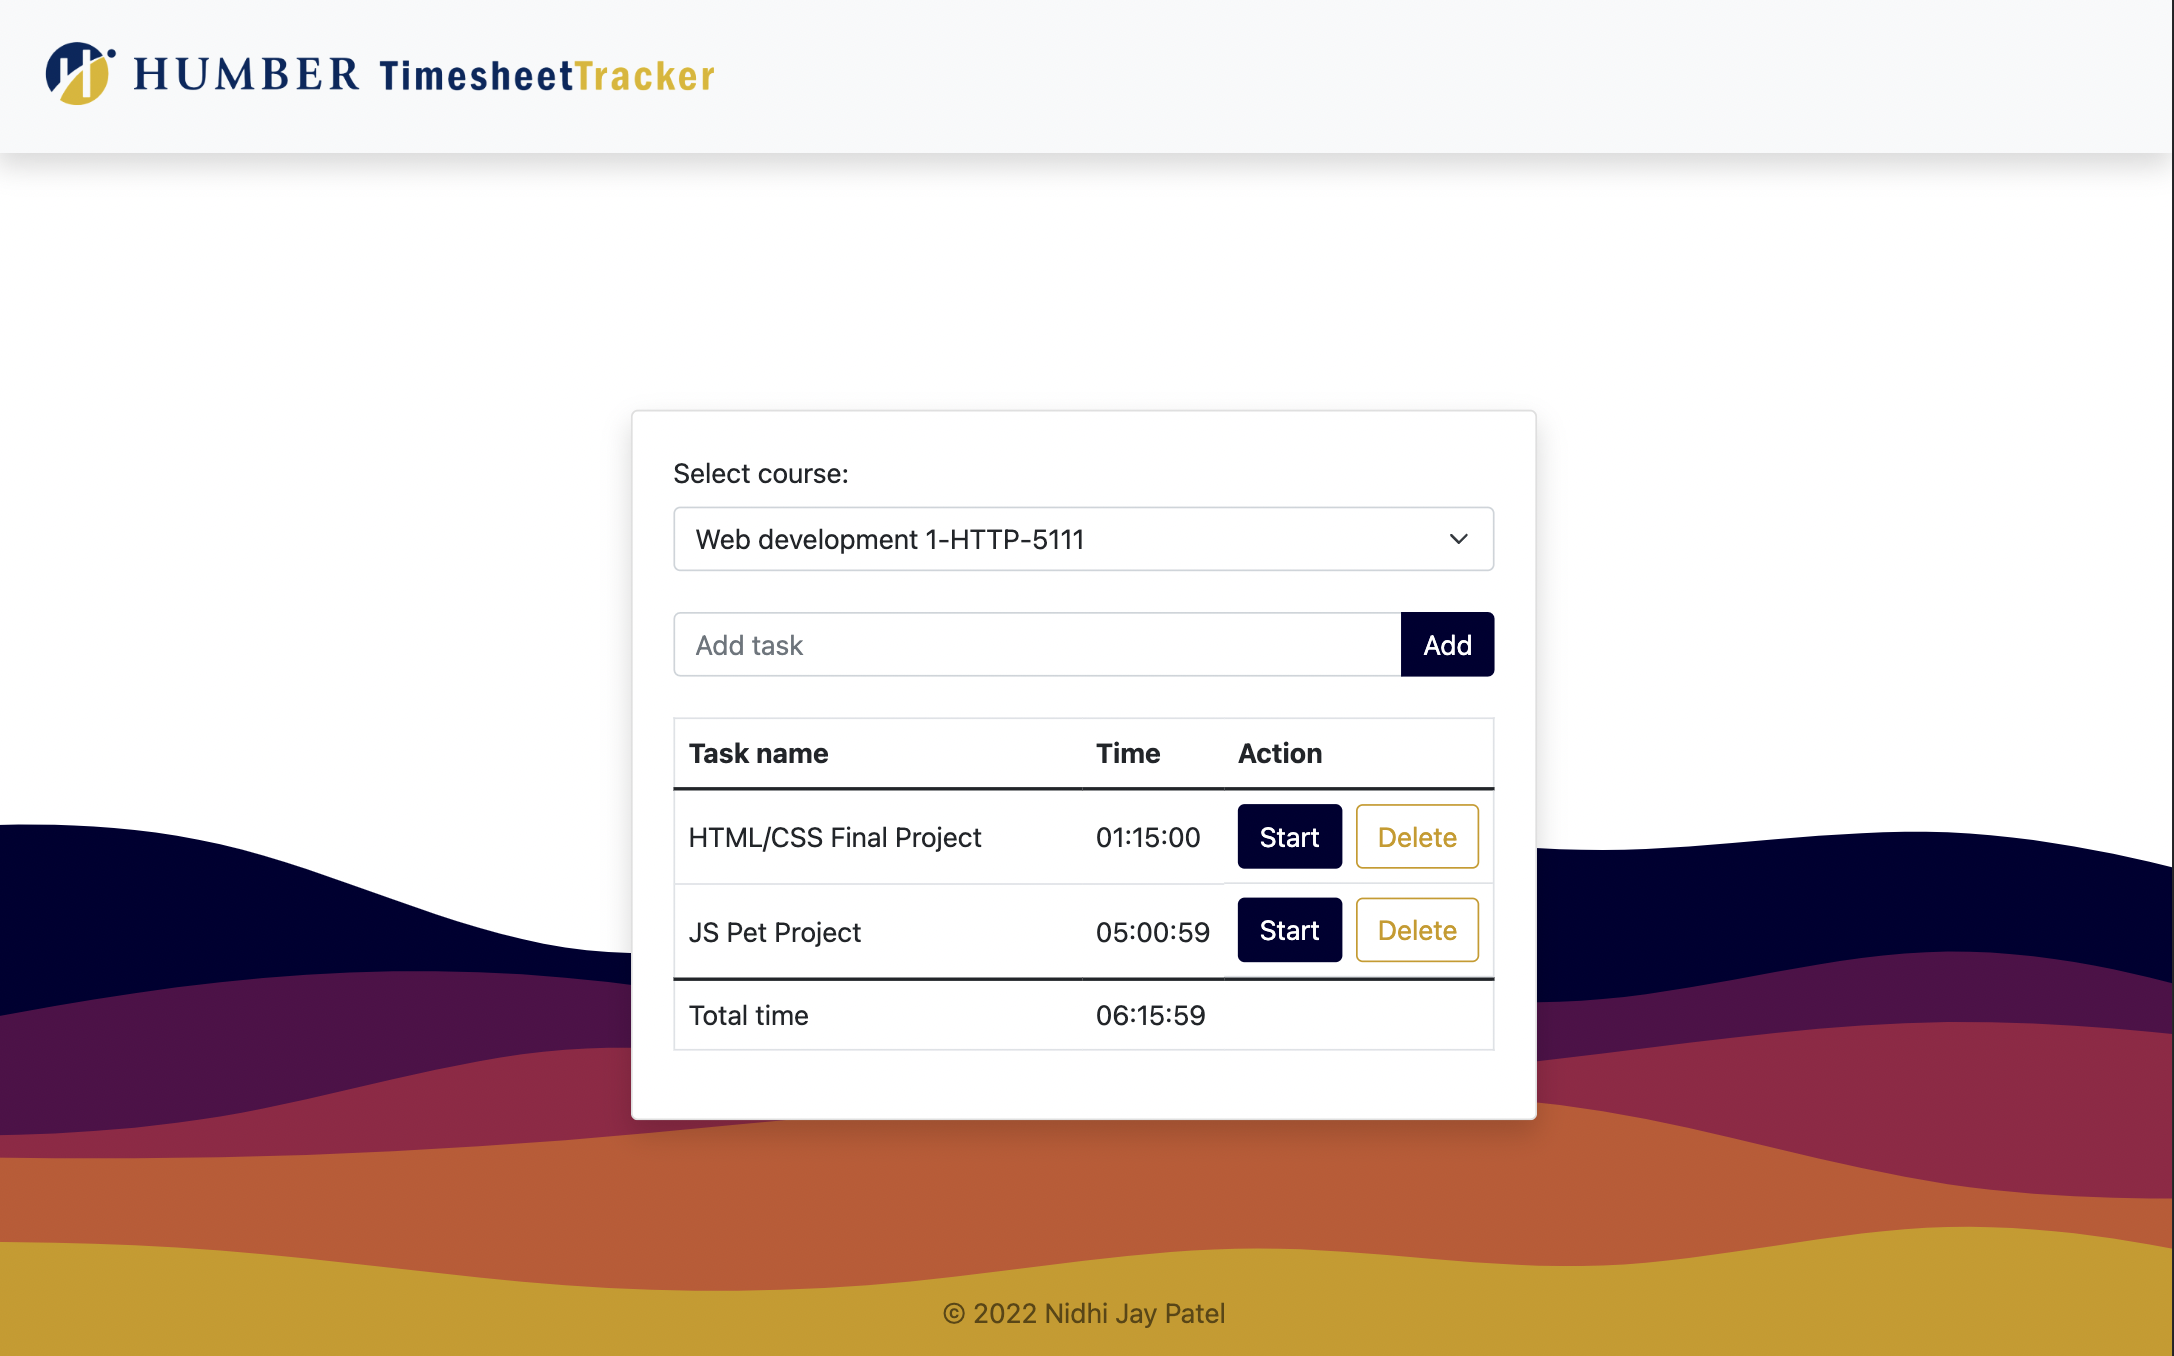 HUMBER TimesheetTracker
Select course:
Web development 1-HTTP-5111
Add task Add
Task name Time Action
HTML/CSS Final Project 01:15:00 Start Delete
JS Pet Project 05:00:59 Start Delete
Total time 06:15:59
© 2022 Nidhi Jay Patel